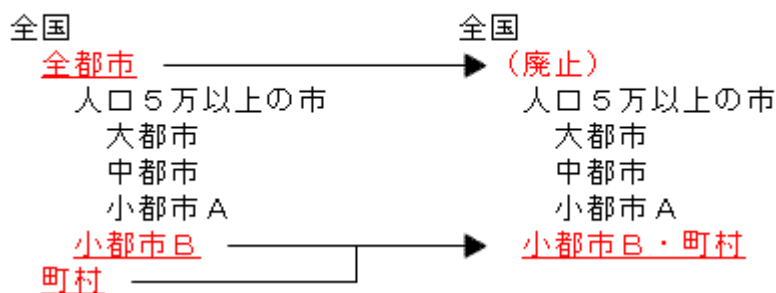 全国
全都市
人口５万以上の市
大都市
中都市
小都市Ａ
小都市Ｂ
町村
全国
（廃止）
人口５万以上の市
大都市
中都市
小都市Ａ
小都市Ｂ・町村